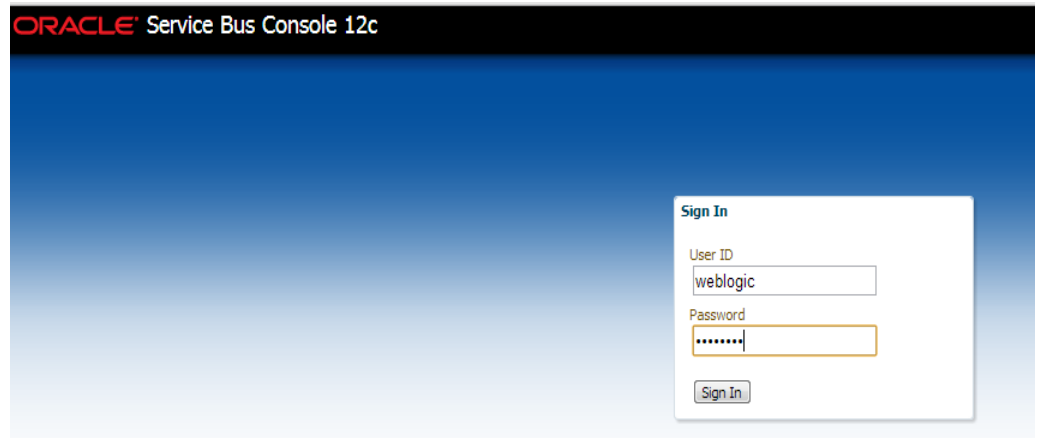 ORACLE® Service Bus Console 12c
Sign In
User ID
weblogic
Password
••••••••
Sign In